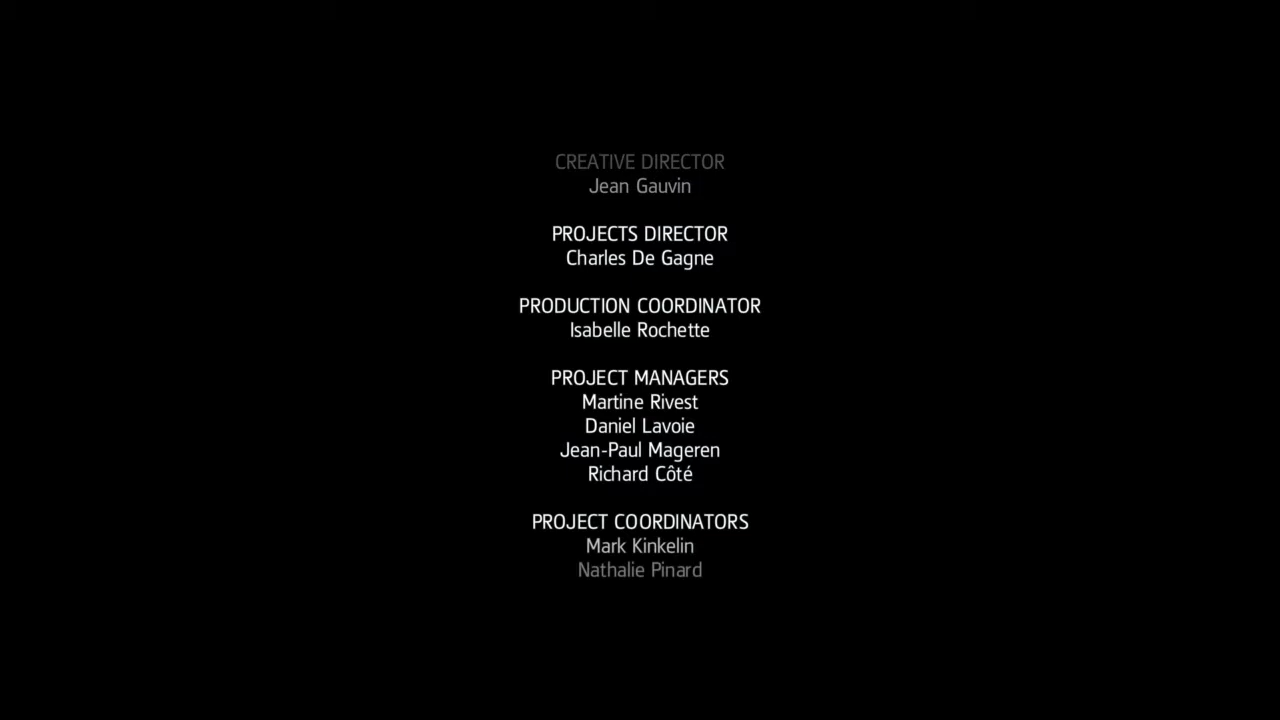 CREATIVE DIRECTOR
Jean Gauvin
PROJECTS DIRECTOR
Charles De Gagne
PRODUCTION COORDINATOR
Isabelle Rochette
PROJECT MANAGERS
Martine Rivest
Daniel Lavoie
Jean-Paul Mageren
Richard Côté
PROJECT COORDINATORS
Mark Kinkelin
Nathalie Pinard